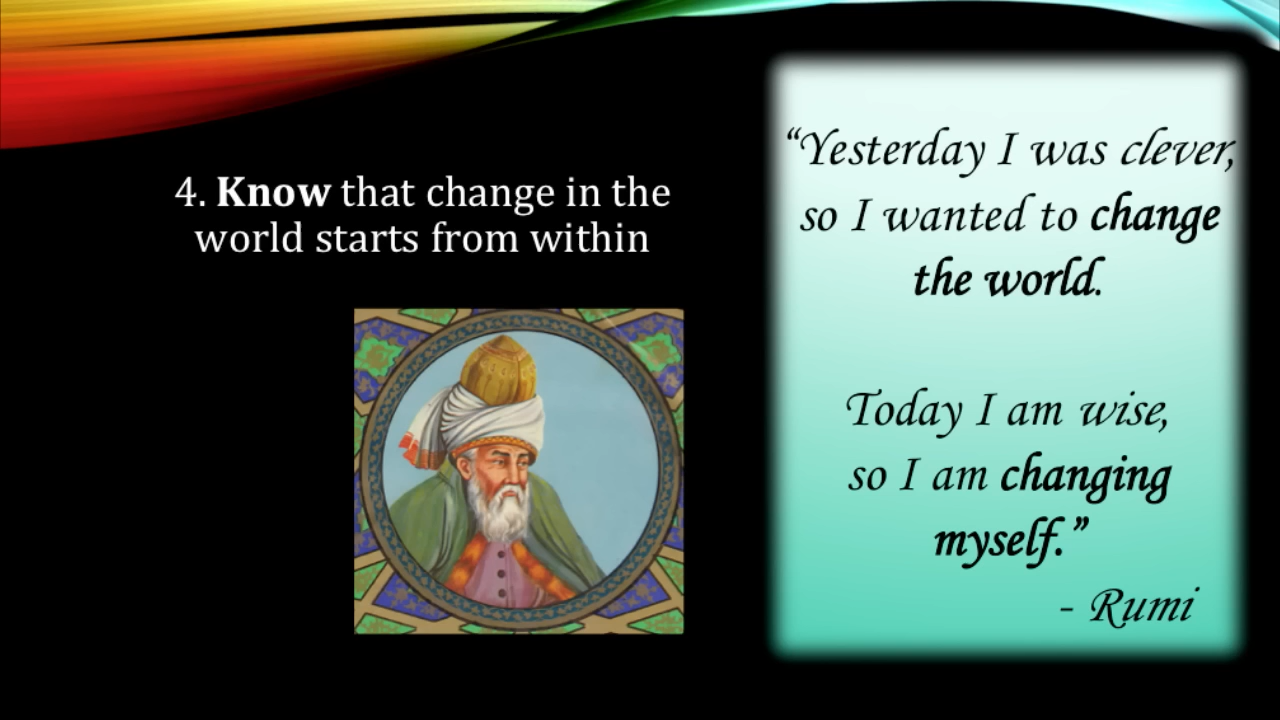 4. Know that change in the
world starts from within
“Yesterday I was clever,
so I wanted to change
the world.
Today I am wise,
so I am changing
myself.”
- Rumi